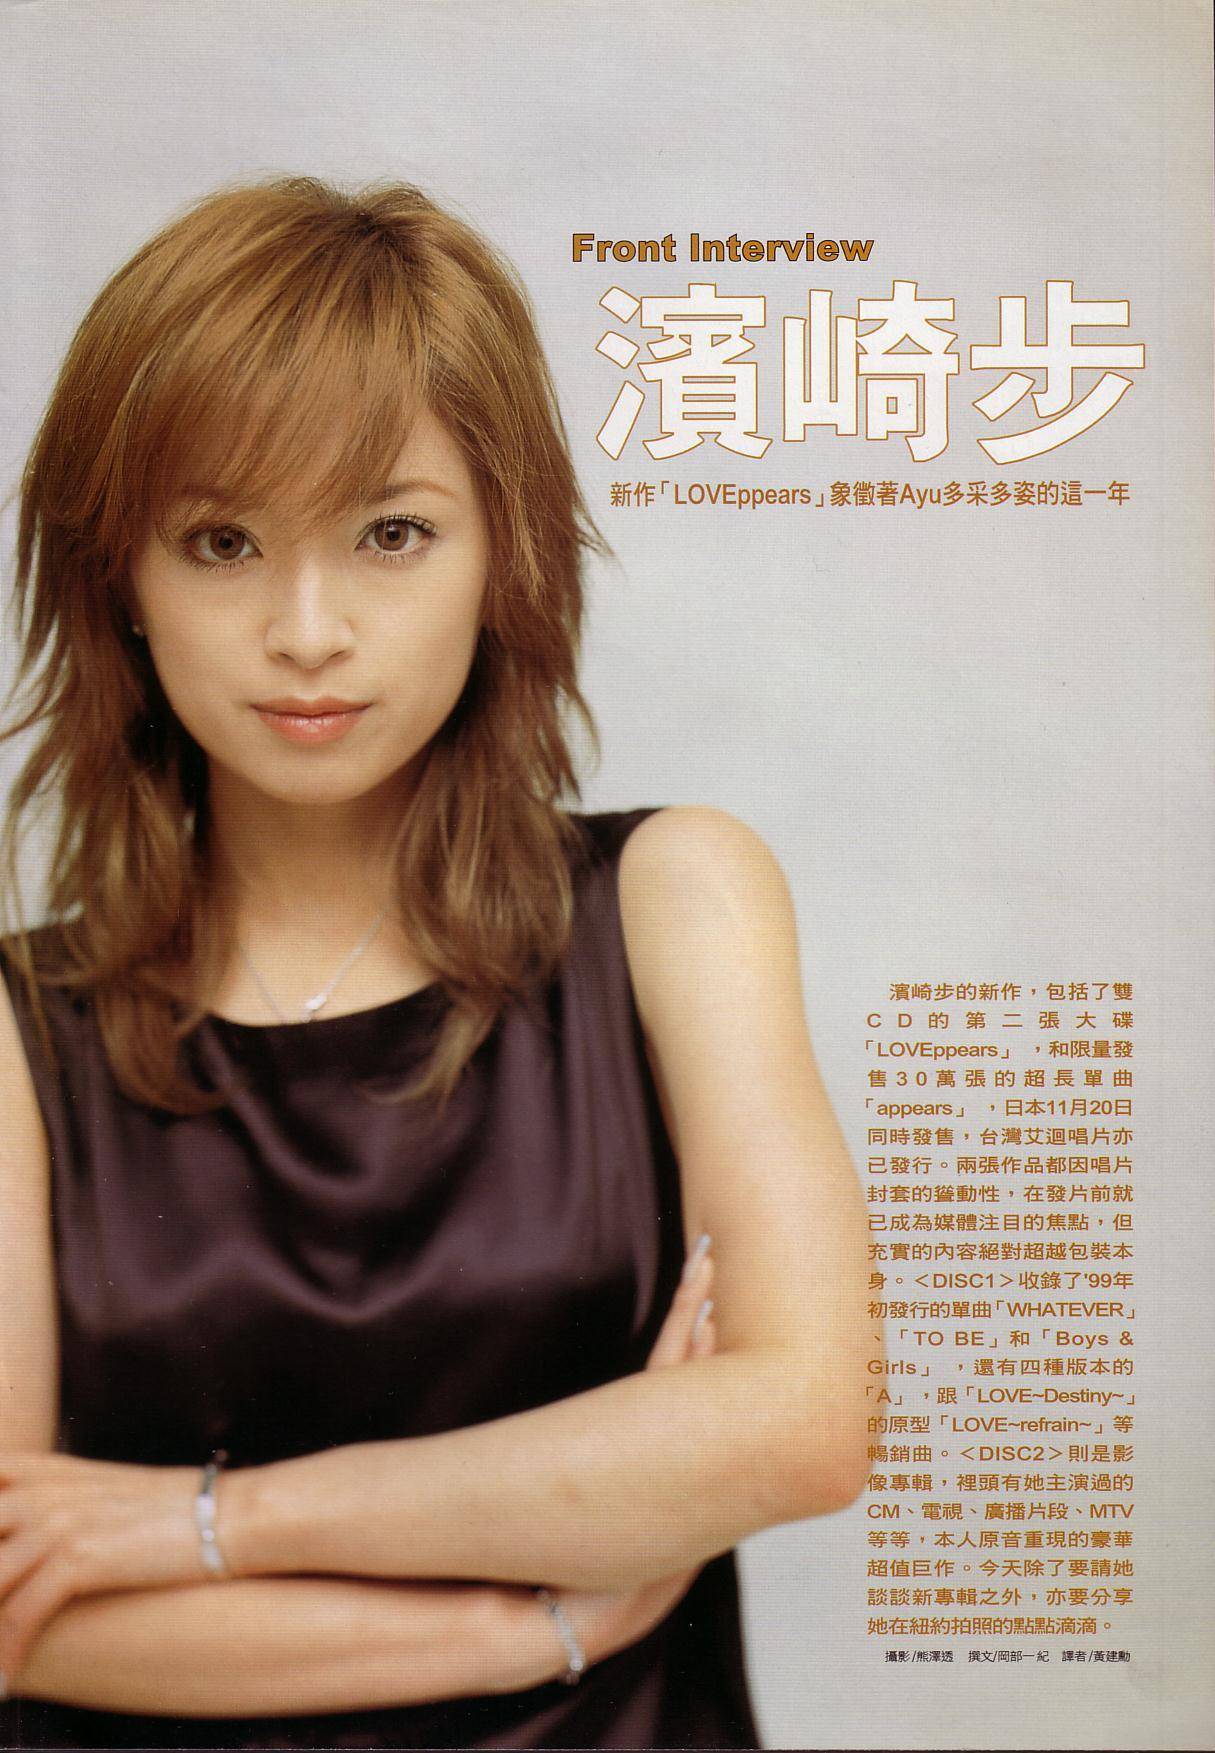 Front Interview
濱崎步
新作「LOVEppears」象徵著Ayu多采多姿的這一年
濱崎步的新作，包括了雙
CD的第二張大碟
「LOVEppears」，和限量發
售30萬張的超長單曲
「appears」，日本11月20日
同時發售，台灣艾迴唱片亦
已發行。兩張作品都因唱片
封套的聳動性，在發片前就
已成為媒體注目的焦點，但
充實的內容絕對超越包裝本
身。＜DISC1＞收錄了'99年
初發行的單曲「WHATEVER」
、「TO BE」和「Boys &
Girls」，還有四種版本的
「A」，跟「LOVE~Destiny~」
的原型「LOVE~refrain~」等
暢銷曲。＜DISC2＞則是影
像專輯，裡頭有她主演過的
CM、電視、廣播片段、MTV
等等，本人原音重現的豪華
超值巨作。今天除了要請她
談談新專輯之外，亦要分享
她在紐約拍照的點點滴滴。
攝影/熊澤透　撰文/岡部一紀　譯者/黃建勳